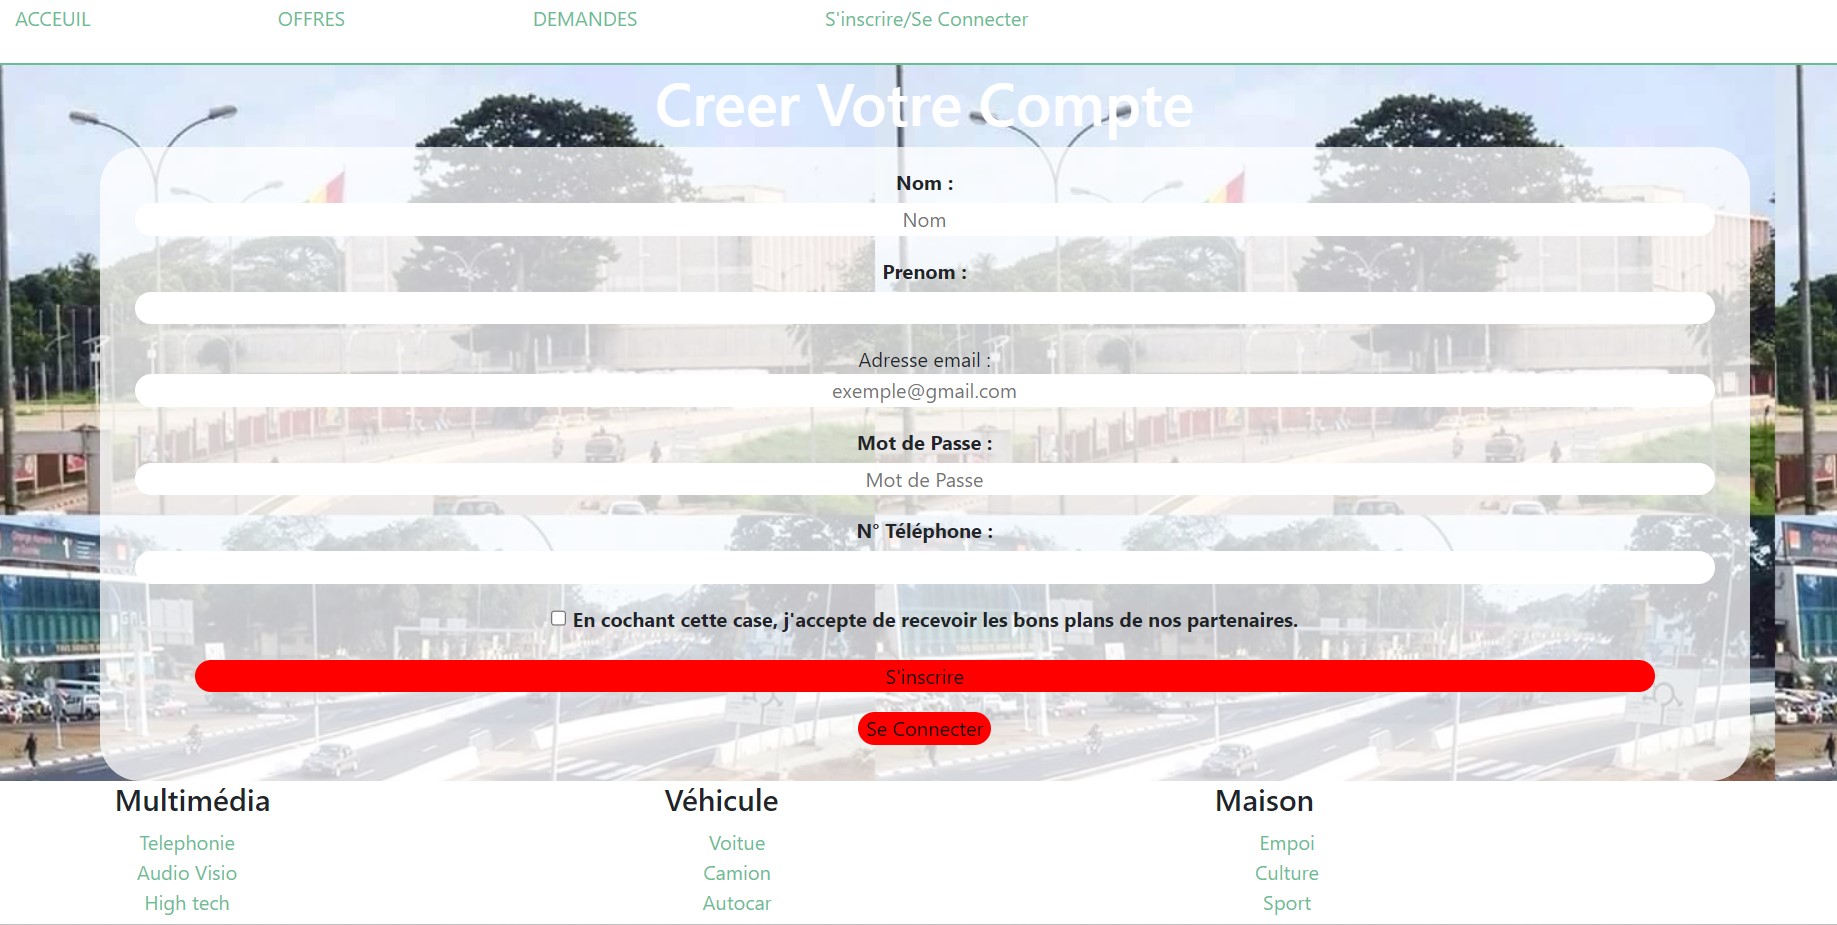 ACCEUIL OFFRES DEMANDES S'inscrire/Se Connecter
Creer Votre Compte
Nom :
Nom
Prenom :
Adresse email :
exemple@gmail.com
Mot de Passe :
Mot de Passe
N° Téléphone :
En cochant cette case, j'accepte de recevoir les bons plans de nos partenaires.
S'inscrire
Se Connecter
Multimédia Véhicule Maison
Telephonie Voitue Empoi
Audio Visio Camion Culture
High tech Autocar Sport